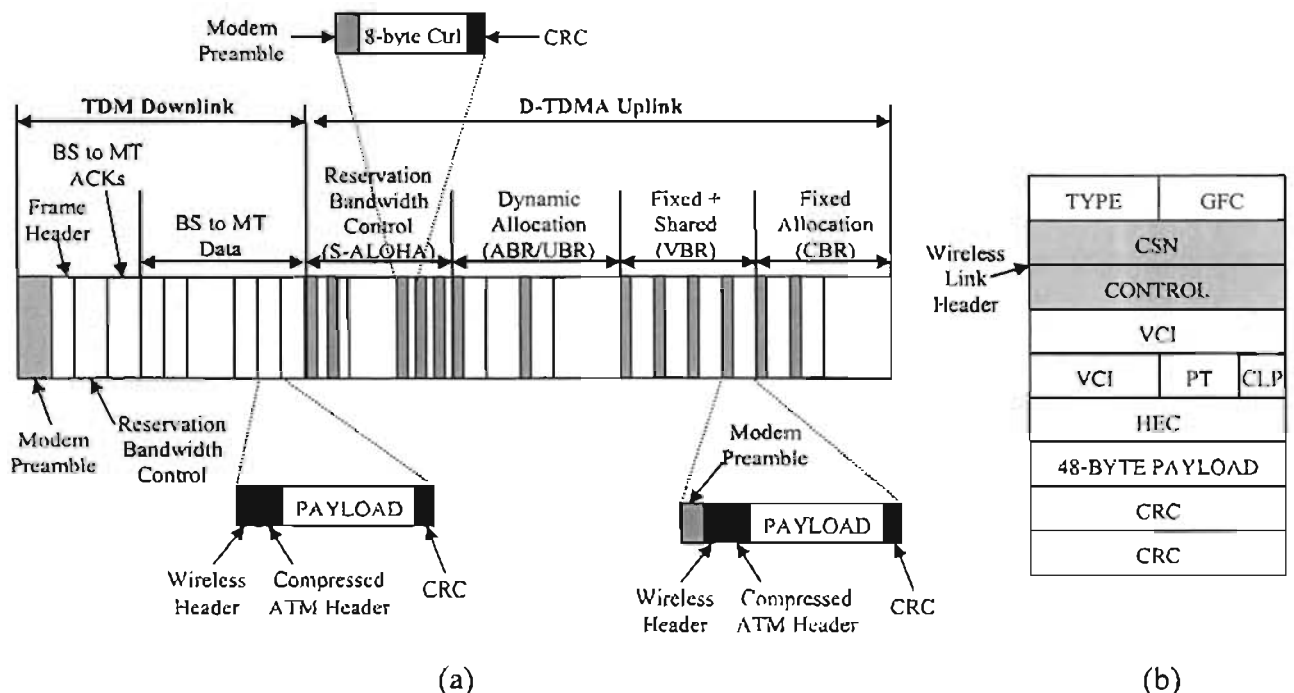 Modem
Preamble
8-byte Ctrl
CRC
TDM Downlink
D-TDMA Uplink
BS to MT
ACKs
Frame
Header
BS to MT
Data
Reservation
Bandwidth
Control
(S-ALOHA)
Dynamic
Allocation
(ABR/UBR)
Fixed +
Shared
(VBR)
Fixed
Allocation
(CBR)
Modem
Preamble
Reservation
Bandwidth
Control
PAYLOAD
Wireless
Header
Compressed
ATM Header
CRC
Modem
Preamble
PAYLOAD
Wireless
Header
Compressed
ATM Header
CRC
(a)
Wireless
Link
Header
TYPE GFC
CSN
CONTROL
VCI
VCI PT CLP
HEC
48-BYTE PAYLOAD
CRC
CRC
(b)